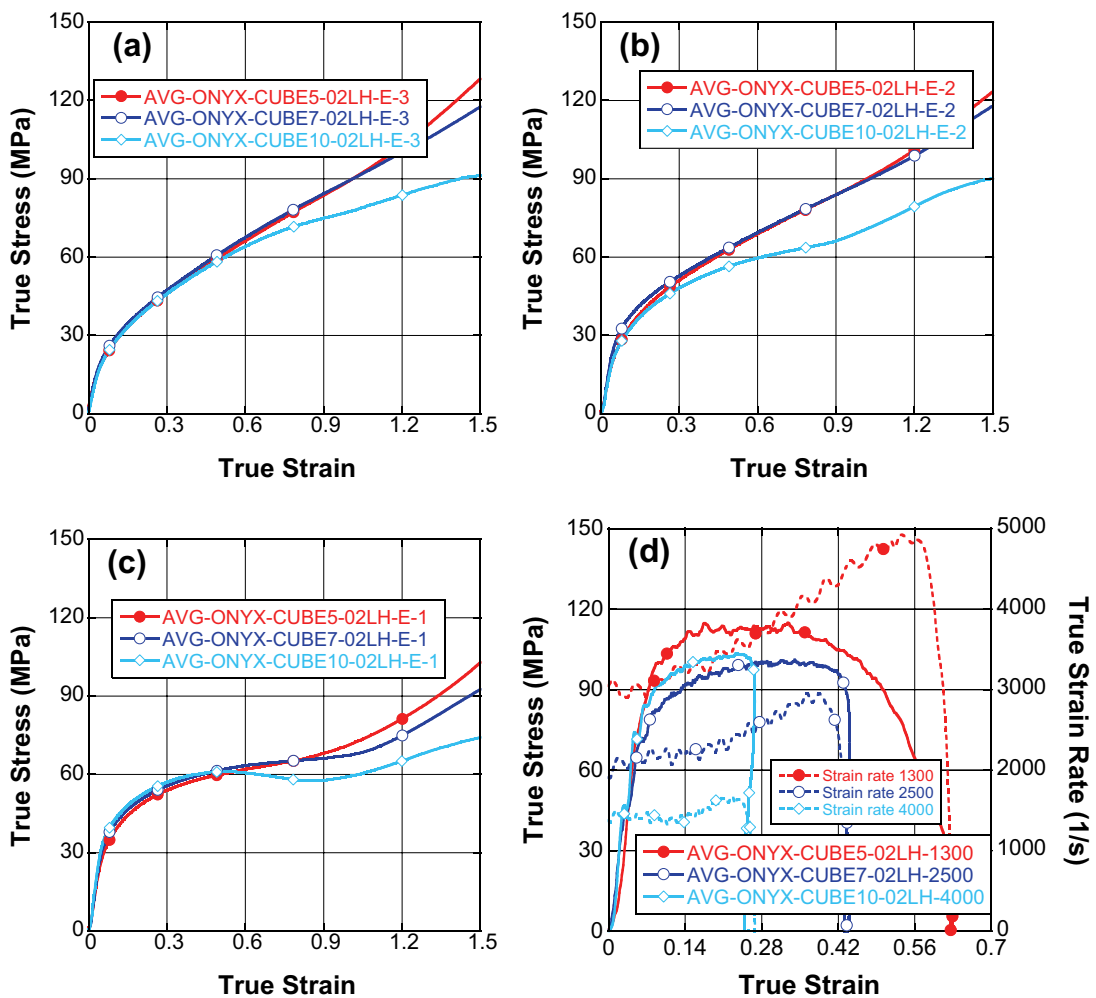 (a)
AVG-ONYX-CUBE5-02LH-E-3
AVG-ONYX-CUBE7-02LH-E-3
AVG-ONYX-CUBE10-02LH-E-3
True Stress (MPa)
150
120
90
60
30
0
0 0.3 0.6 0.9 1.2 1.5
True Strain
(b)
AVG-ONYX-CUBE5-02LH-E-2
AVG-ONYX-CUBE7-02LH-E-2
AVG-ONYX-CUBE10-02LH-E-2
True Stress (MPa)
150
120
90
60
30
0
0 0.3 0.6 0.9 1.2 1.5
True Strain
(c)
AVG-ONYX-CUBE5-02LH-E-1
AVG-ONYX-CUBE7-02LH-E-1
AVG-ONYX-CUBE10-02LH-E-1
True Stress (MPa)
150
120
90
60
30
0
0 0.3 0.6 0.9 1.2 1.5
True Strain
(d)
Strain rate 1300
Strain rate 2500
Strain rate 4000
AVG-ONYX-CUBE5-02LH-1300
AVG-ONYX-CUBE7-02LH-2500
AVG-ONYX-CUBE10-02LH-4000
True Stress (MPa)
150
120
90
60
30
0
0 0.14 0.28 0.42 0.56 0.7
True Strain
5000
4000
3000
2000
1000
0
True Strain Rate (1/s)